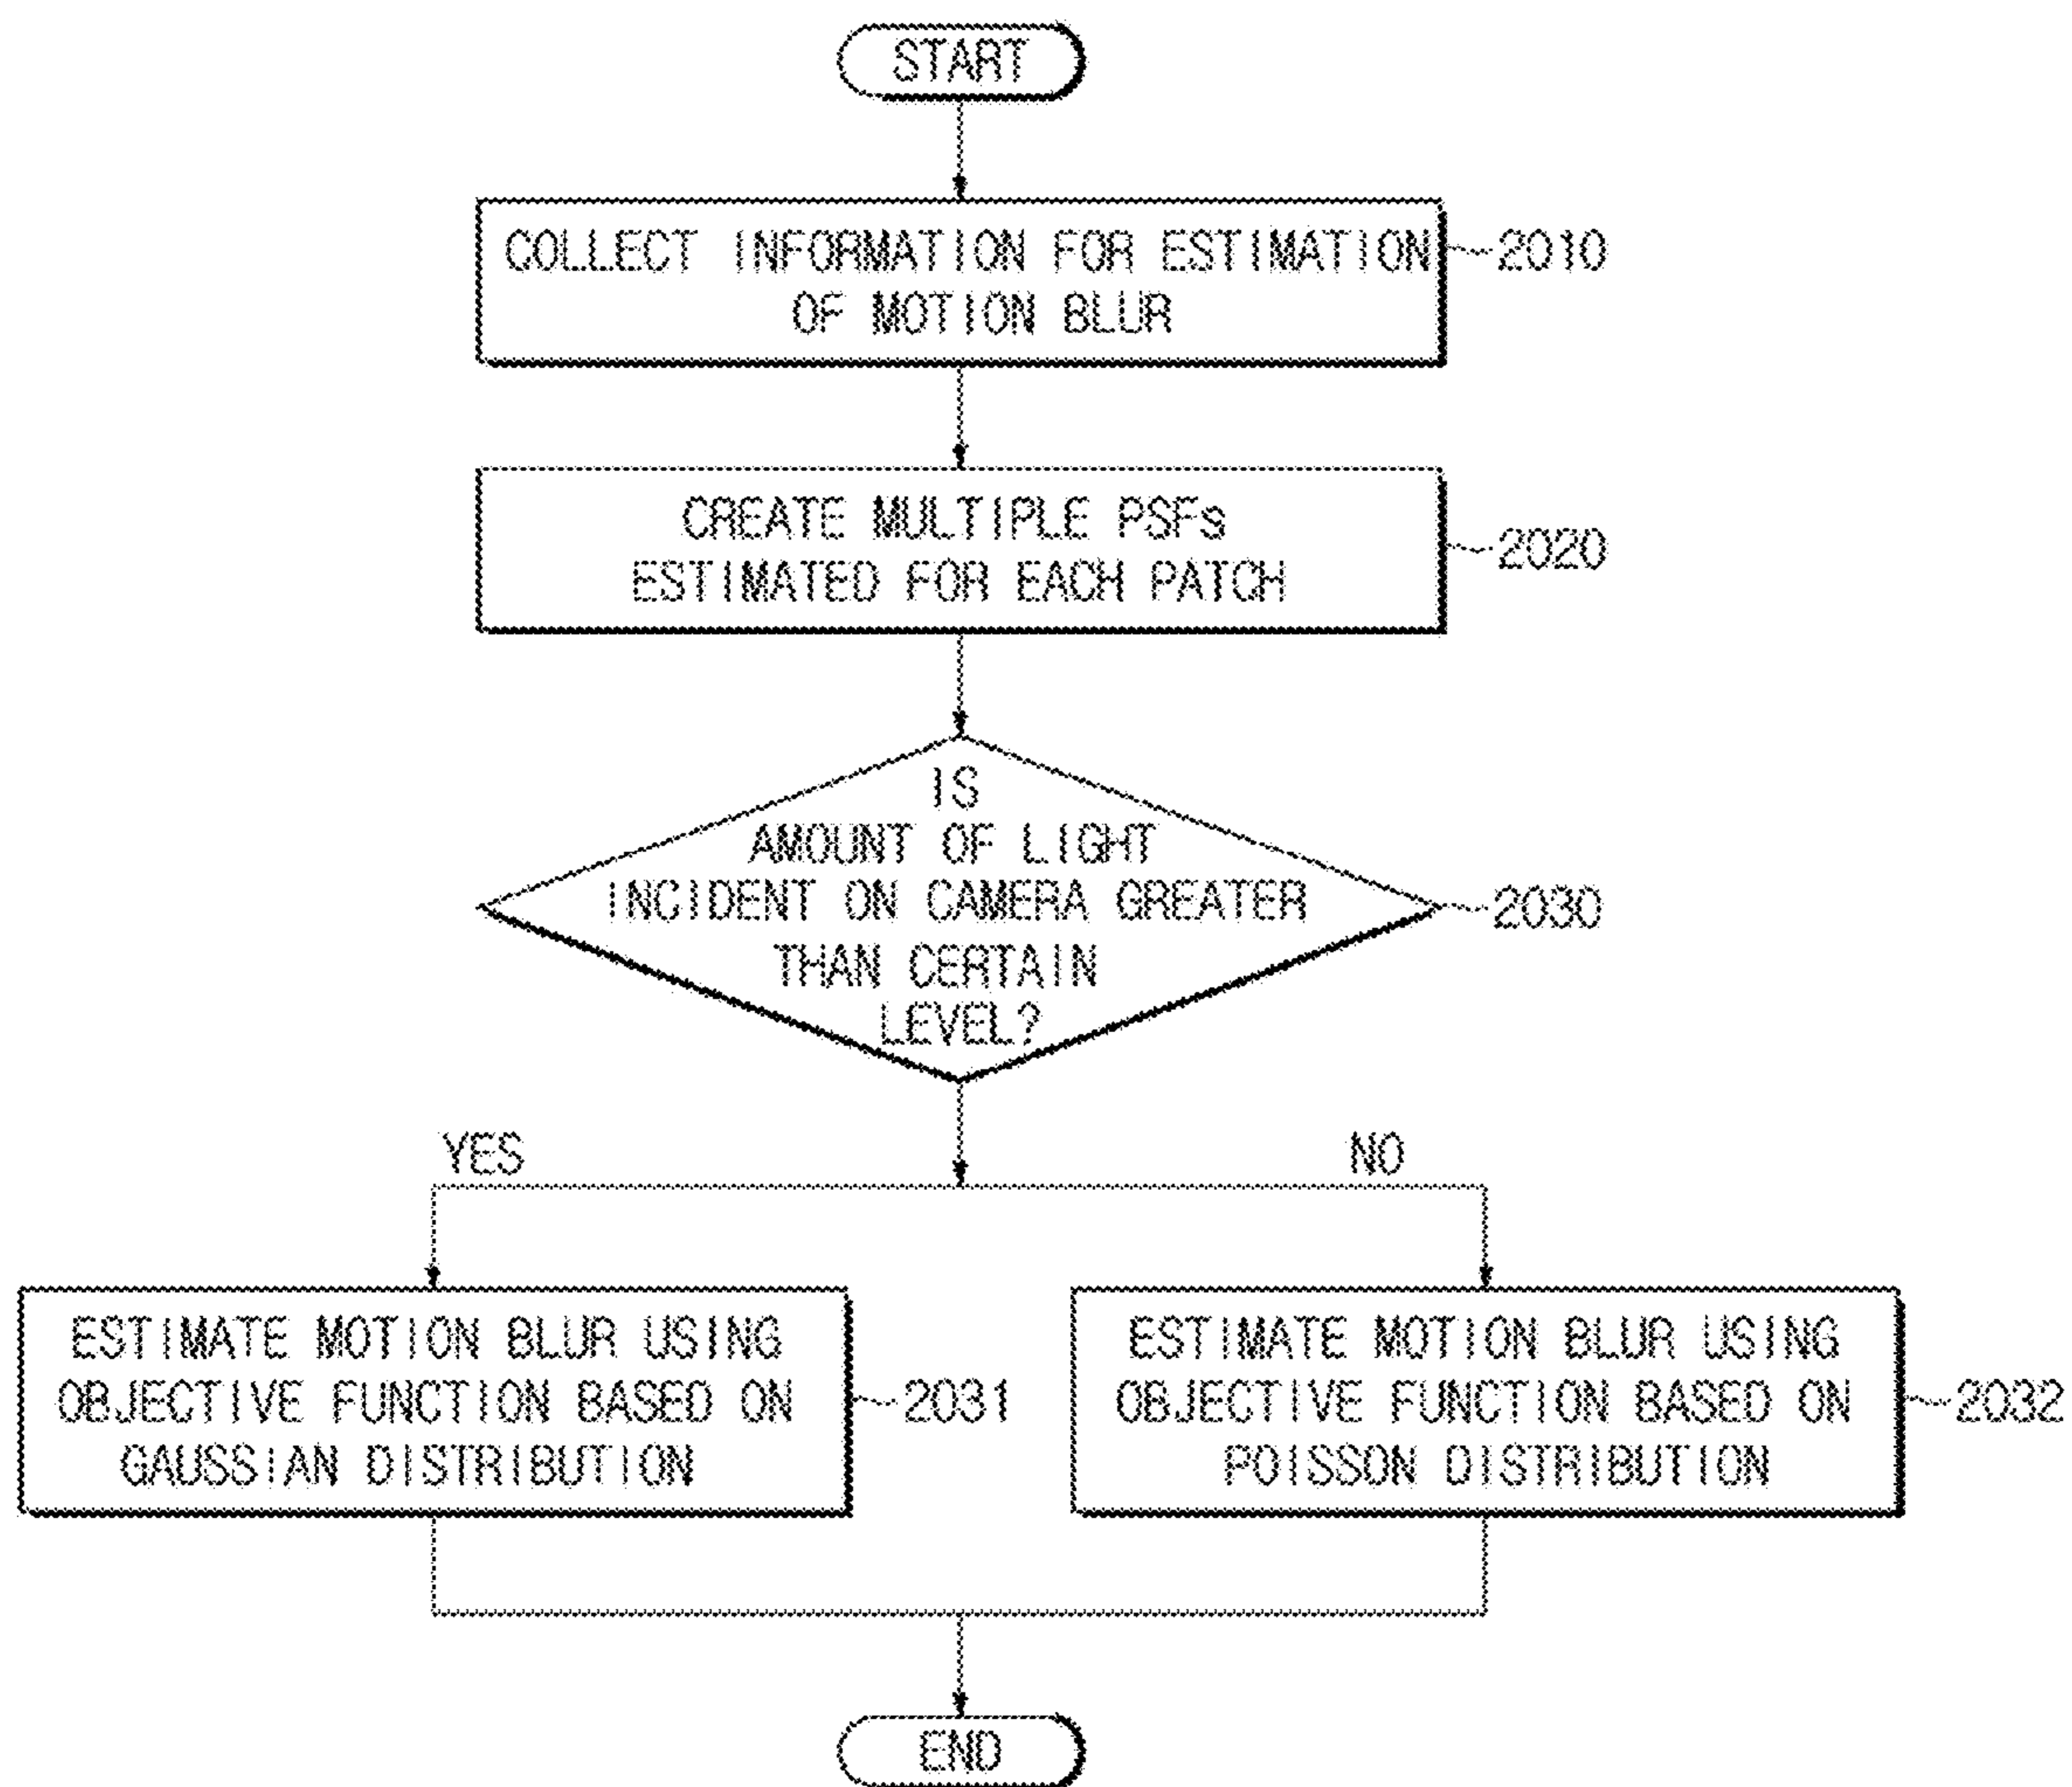 START
COLLECT INFORMATION FOR ESTIMATION
OF MOTION BLUR
2010
CREATE MULTIPLE PSFs
ESTIMATED FOR EACH PATCH
2020
IS
AMOUNT OF LIGHT
INCIDENT ON CAMERA GREATER
THAN CERTAIN
LEVEL?
2030
YES
NO
ESTIMATE MOTION BLUR USING
OBJECTIVE FUNCTION BASED ON
GAUSSIAN DISTRIBUTION
2031
ESTIMATE MOTION BLUR USING
OBJECTIVE FUNCTION BASED ON
POISSON DISTRIBUTION
2032
END